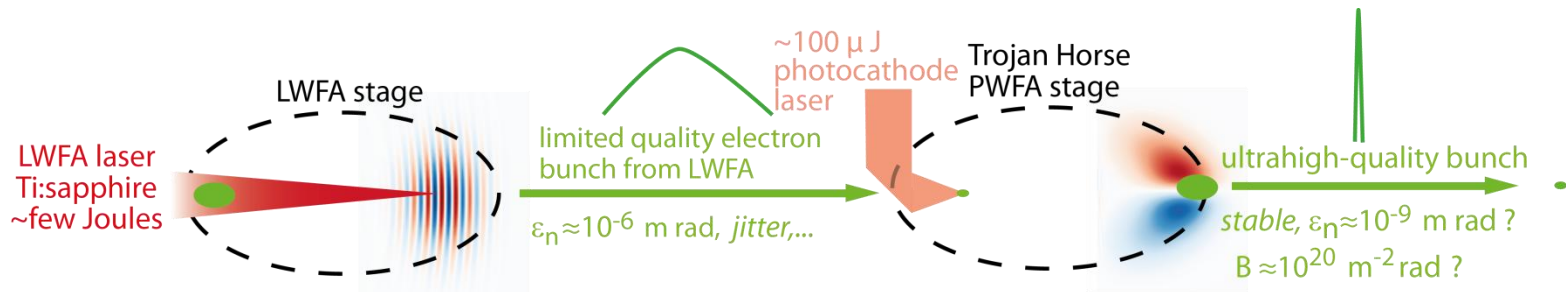 LWFA laser
Ti:sapphire
~few Joules
LWFA stage
limited quality electron
bunch from LWFA
εn≈10⁻⁶ m rad, jitter,...
~100 μ J
photocathode
laser
Trojan Horse
PWFA stage
ultrahigh-quality bunch
stable, εn≈10⁻⁹ m rad ?
B ≈10²⁰ m⁻² rad ?